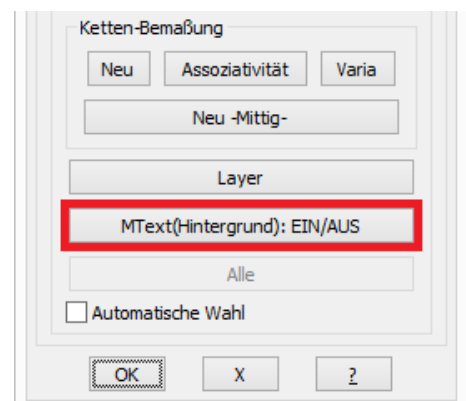 Ketten-Bemaßung
Neu Assoziativität Varia
Neu -Mittig-
Layer
MText(Hintergrund): EIN/AUS
Alle
Automatische Wahl
OK X ?